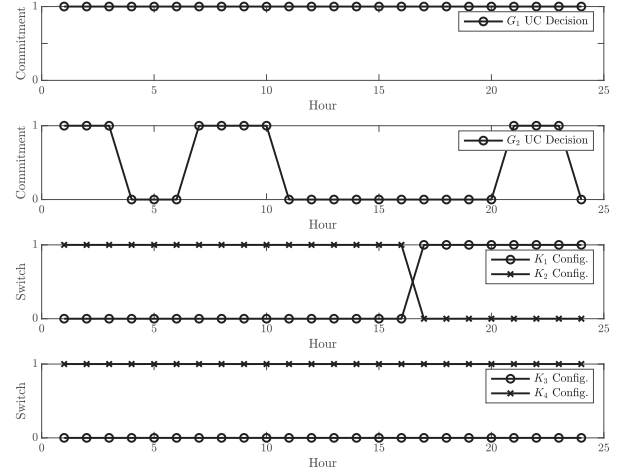 1
0
Commitment
G₁ UC Decision
0 5 10 15 20 25
Hour
1
0
Commitment
G₂ UC Decision
0 5 10 15 20 25
Hour
1
0
Switch
K₁ Config.
K₂ Config.
0 5 10 15 20 25
Hour
1
0
Switch
K₃ Config.
K₄ Config.
0 5 10 15 20 25
Hour